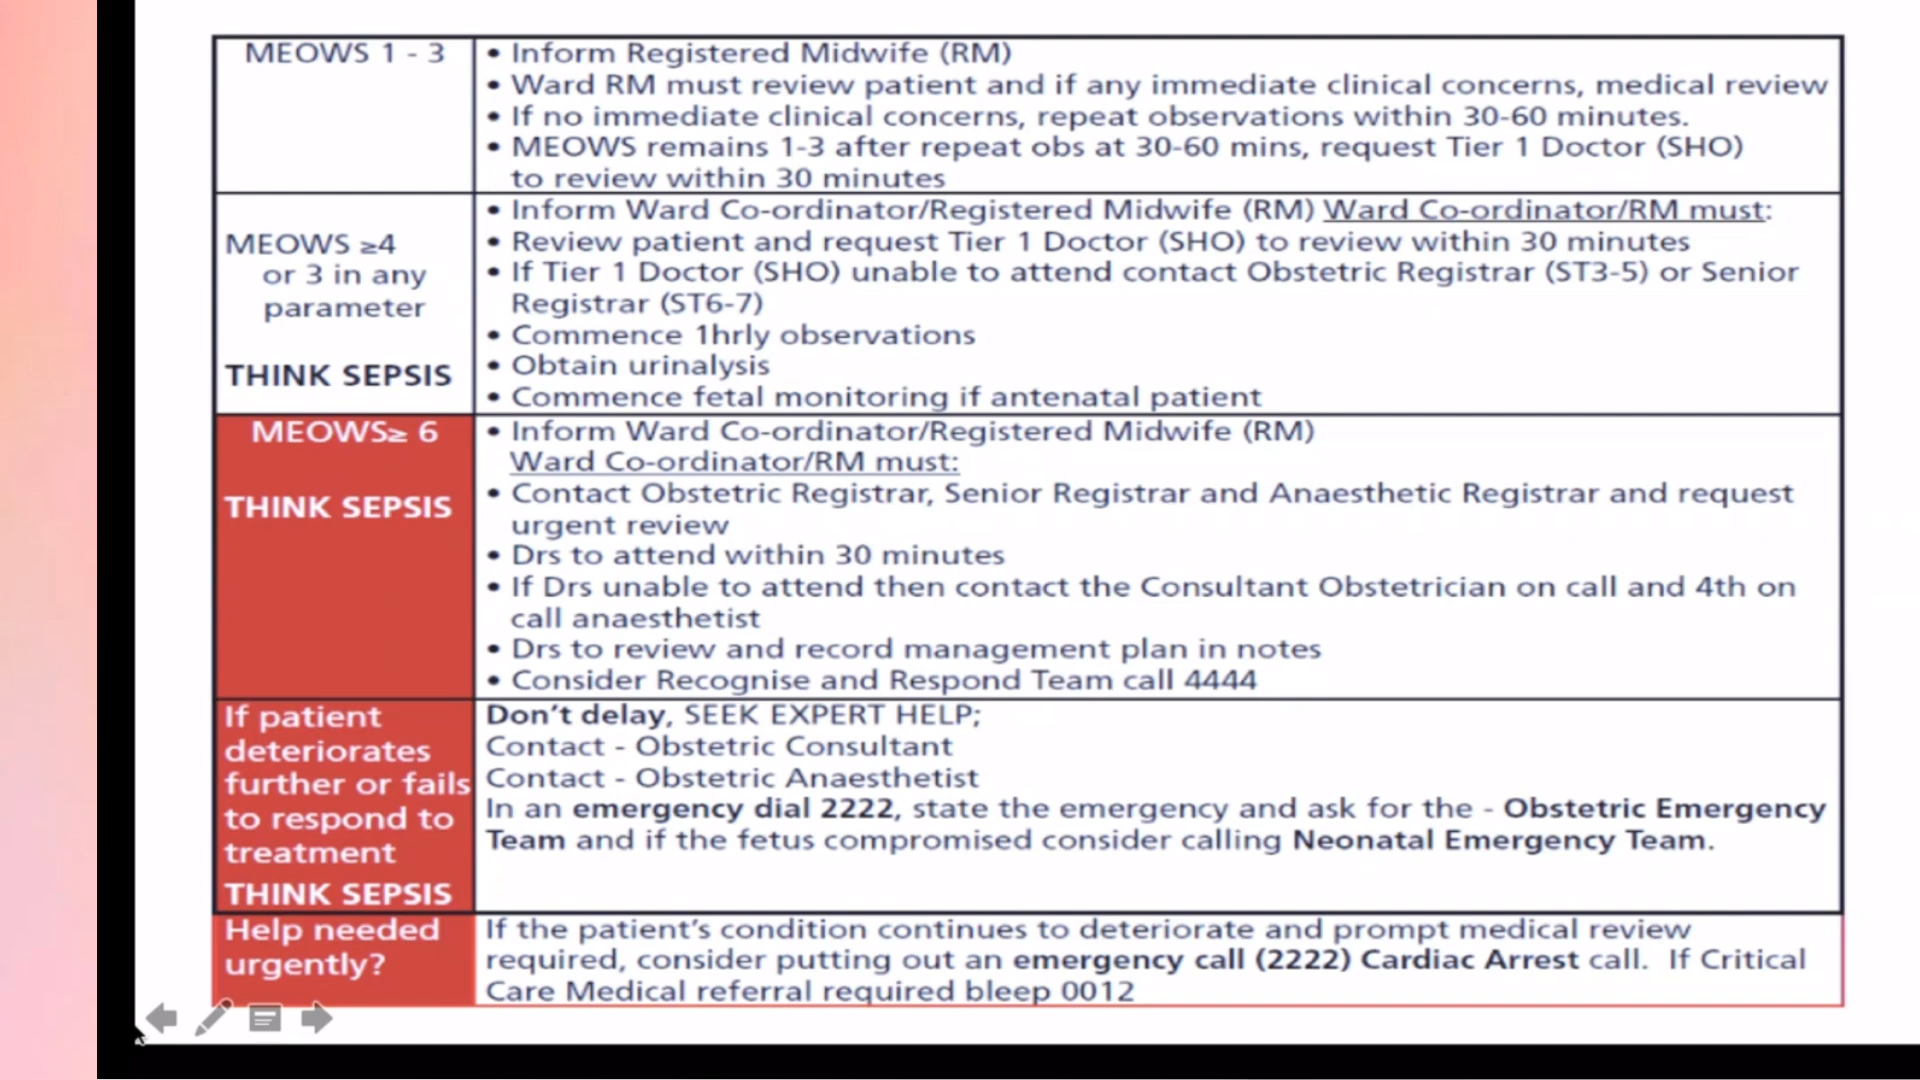 MEOWS 1 - 3
• Inform Registered Midwife (RM)
• Ward RM must review patient and if any immediate clinical concerns, medical review
• If no immediate clinical concerns, repeat observations within 30-60 minutes.
• MEOWS remains 1-3 after repeat obs at 30-60 mins, request Tier 1 Doctor (SHO)
to review within 30 minutes
MEOWS ≥4
or 3 in any
parameter
THINK SEPSIS
• Inform Ward Co-ordinator/Registered Midwife (RM) Ward Co-ordinator/RM must:
• Review patient and request Tier 1 Doctor (SHO) to review within 30 minutes
• If Tier 1 Doctor (SHO) unable to attend contact Obstetric Registrar (ST3-5) or Senior
Registrar (ST6-7)
• Commence 1hrly observations
• Obtain urinalysis
• Commence fetal monitoring if antenatal patient
MEOWS≥ 6
THINK SEPSIS
• Inform Ward Co-ordinator/Registered Midwife (RM)
Ward Co-ordinator/RM must:
• Contact Obstetric Registrar, Senior Registrar and Anaesthetic Registrar and request
urgent review
• Drs to attend within 30 minutes
• If Drs unable to attend then contact the Consultant Obstetrician on call and 4th on
call anaesthetist
• Drs to review and record management plan in notes
• Consider Recognise and Respond Team call 4444
If patient
deteriorates
further or fails
to respond to
treatment
THINK SEPSIS
Don't delay, SEEK EXPERT HELP;
Contact - Obstetric Consultant
Contact - Obstetric Anaesthetist
In an emergency dial 2222, state the emergency and ask for the - Obstetric Emergency
Team and if the fetus compromised consider calling Neonatal Emergency Team.
Help needed
urgently?
If the patient's condition continues to deteriorate and prompt medical review
required, consider putting out an emergency call (2222) Cardiac Arrest call. If Critical
Care Medical referral required bleep 0012